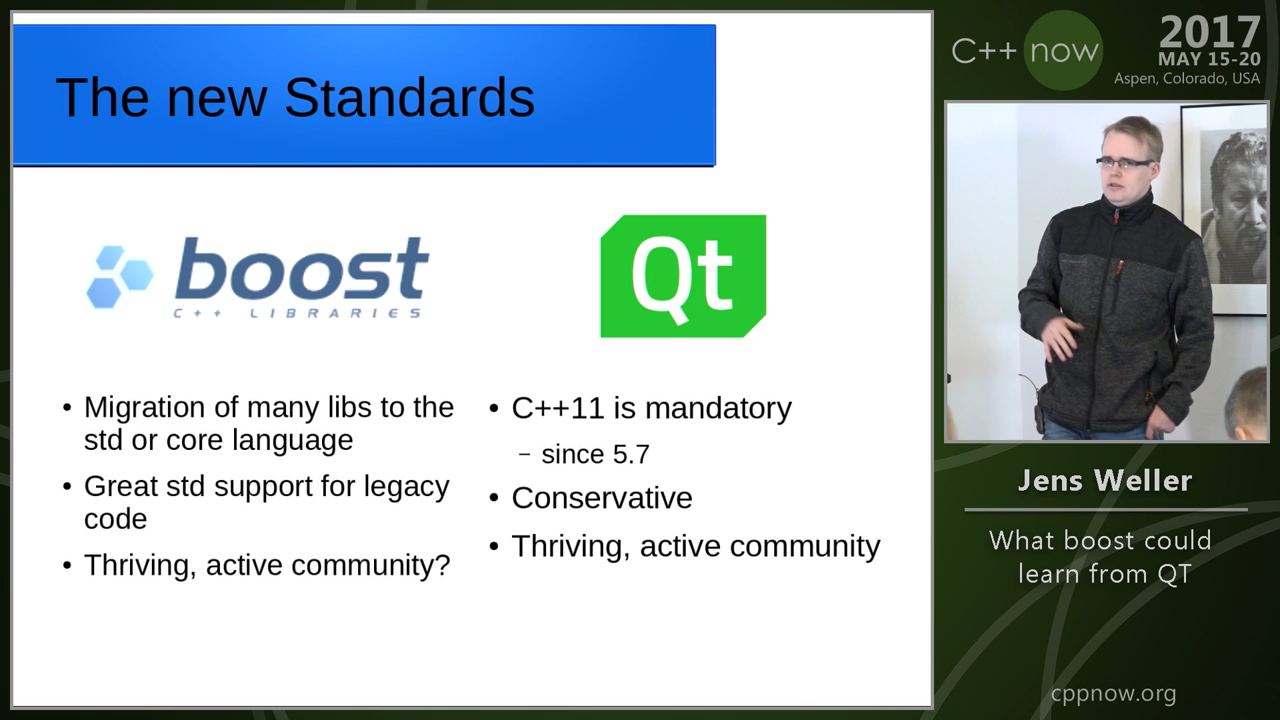 The new Standards
boost
C++ LIBRARIES
Qt
• Migration of many libs to the
std or core language
• Great std support for legacy
code
• Thriving, active community?
• C++11 is mandatory
– since 5.7
• Conservative
• Thriving, active community
C++ now
2017
MAY 15-20
Aspen, Colorado, USA
Jens Weller
What boost could
learn from QT
cppnow.org